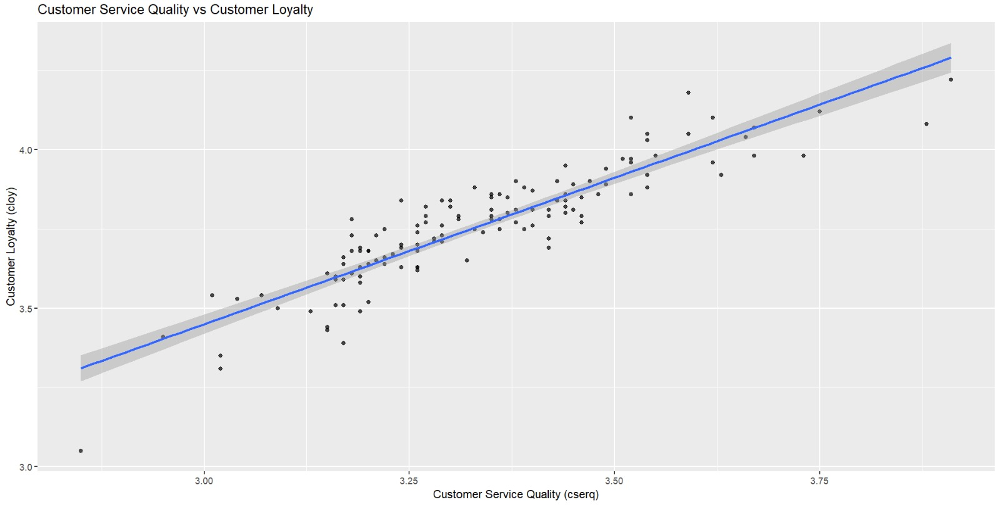 Customer Service Quality vs Customer Loyalty
Customer Loyalty (cloy)
4.0
3.5
3.0
3.00 3.25 3.50 3.75
Customer Service Quality (cserq)